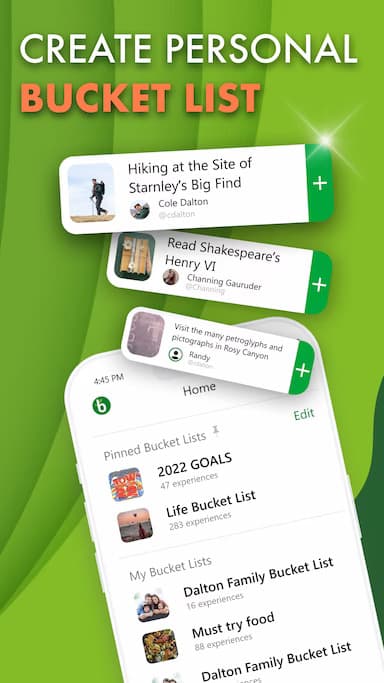 CREATE PERSONAL
BUCKET LIST
Hiking at the Site of
Starnley's Big Find
Cole Dalton
@cdalton
+
Read Shakespeare's
Henry VI
Channing Gauruder
@Channing
+
Visit the many petroglyphs and
pictographs in Rosy Canyon
Randy
@rdalton
+
4:45 PM
Home
Edit
Pinned Bucket Lists
2022 GOALS
47 experiences
Life Bucket List
283 experiences
My Bucket Lists
Dalton Family Bucket List
16 experiences
Must try food
88 experiences
Dalton Family Bucket List